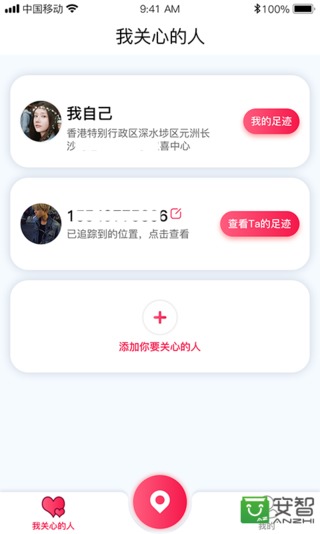 中国移动 9:41 AM 100%
我关心的人
我自己
香港特别行政区深水埗区元洲长
沙 喜中心
我的足迹
1 6
已追踪到的位置，点击查看
查看Ta的足迹
添加你要关心的人
我关心的人
我的
安智
ANZHI